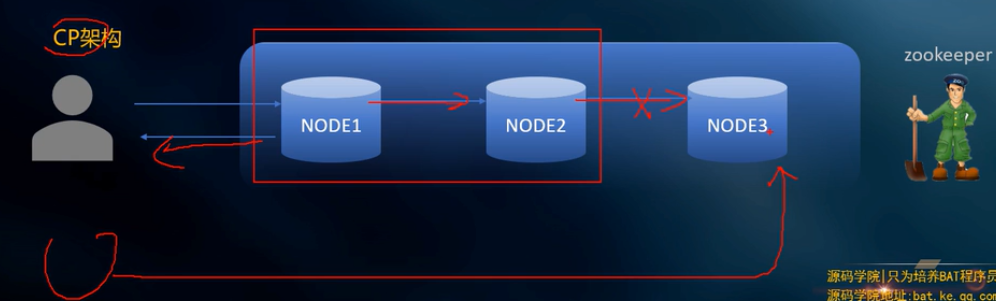 CP架构
zookeeper
NODE1
NODE2
NODE3
源码学院|只为培养BAT程序员
源码学院地址:bat.ke.qq.com